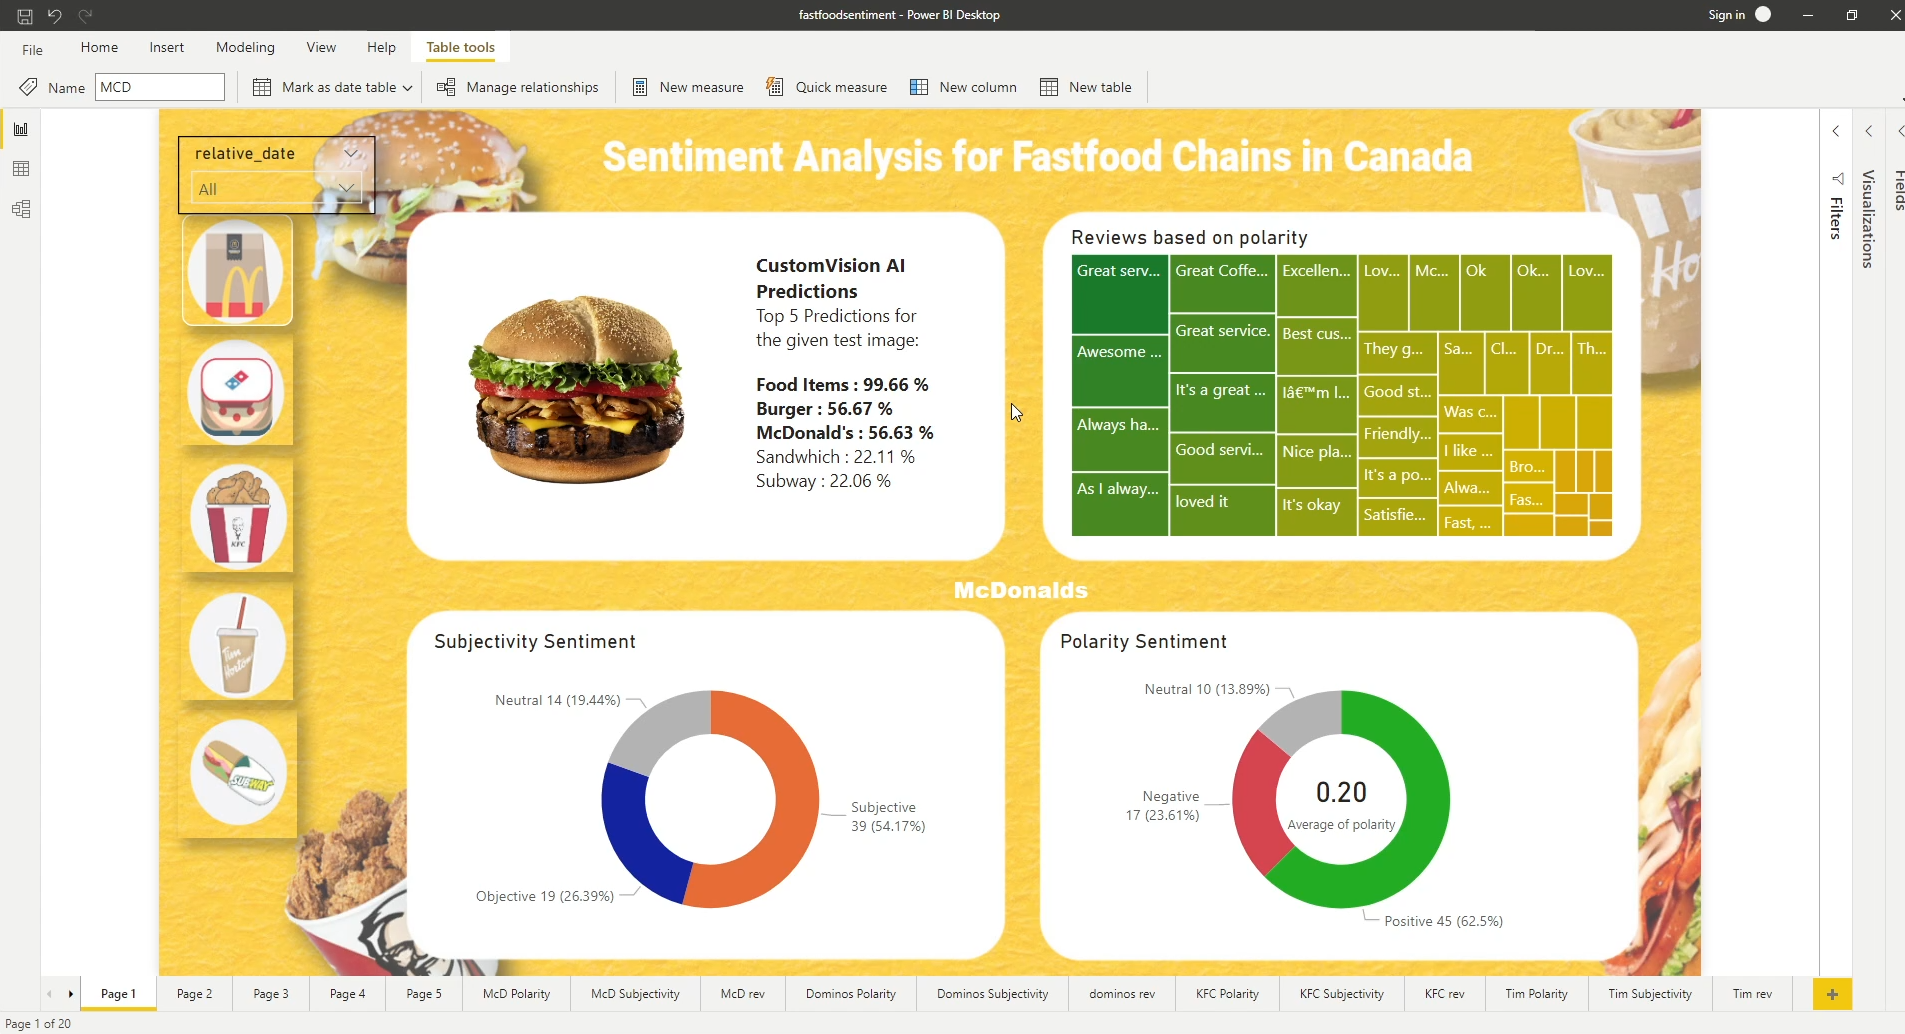 fastfoodsentiment - Power BI Desktop
Sign in
File
Home
Insert
Modeling
View
Help
Table tools
Name
MCD
Mark as date table
Manage relationships
New measure
Quick measure
New column
New table
relative_date
All
Sentiment Analysis for Fastfood Chains in Canada
CustomVision AI
Predictions
Top 5 Predictions for
the given test image:
Food Items : 99.66 %
Burger : 56.67 %
McDonald's : 56.63 %
Sandwhich : 22.11 %
Subway : 22.06 %
Reviews based on polarity
Great serv...
Awesome ...
Always ha...
As I alway...
Great Coffe...
Great service.
It's a great ...
Good servi...
loved it
Excellen...
Best cus...
Iâ€™m l...
Nice pla...
It's okay
Lov...
Mc...
Ok
Ok...
Lov...
They g...
Good st...
Friendly...
It's a po...
Satisfie...
Sa...
Cl...
Dr...
Th...
Was c...
I like ...
Alwa...
Fast, ...
Bro...
Fas...
McDonalds
Subjectivity Sentiment
Neutral 14 (19.44%)
Subjective
39 (54.17%)
Objective 19 (26.39%)
Polarity Sentiment
Neutral 10 (13.89%)
Negative
17 (23.61%)
0.20
Average of polarity
Positive 45 (62.5%)
KFC
Tim
Horton
SUBWAY
Ho
Filters
Visualizations
Fields
Page 1
Page 2
Page 3
Page 4
Page 5
McD Polarity
McD Subjectivity
McD rev
Dominos Polarity
Dominos Subjectivity
dominos rev
KFC Polarity
KFC Subjectivity
KFC rev
Tim Polarity
Tim Subjectivity
Tim rev
Page 1 of 20